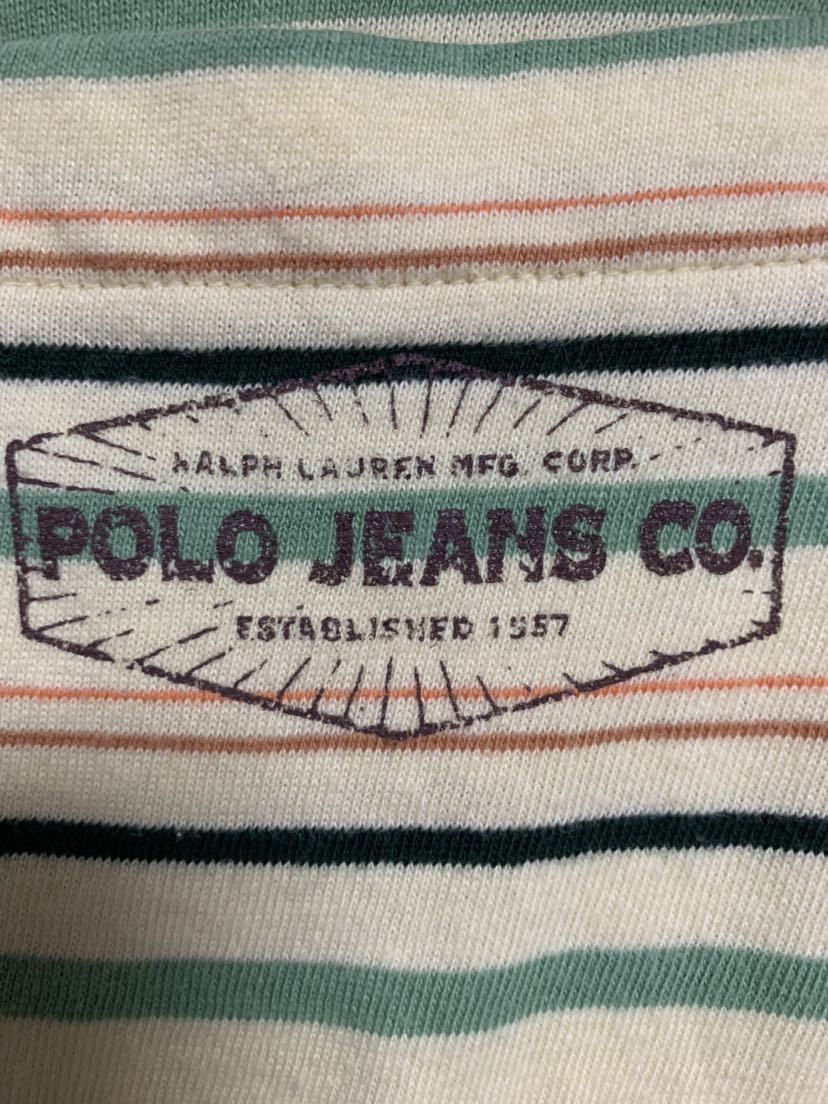 RALPH LAUREN MFG. CORP.
POLO JEANS CO.
ESTABLISHED 1967